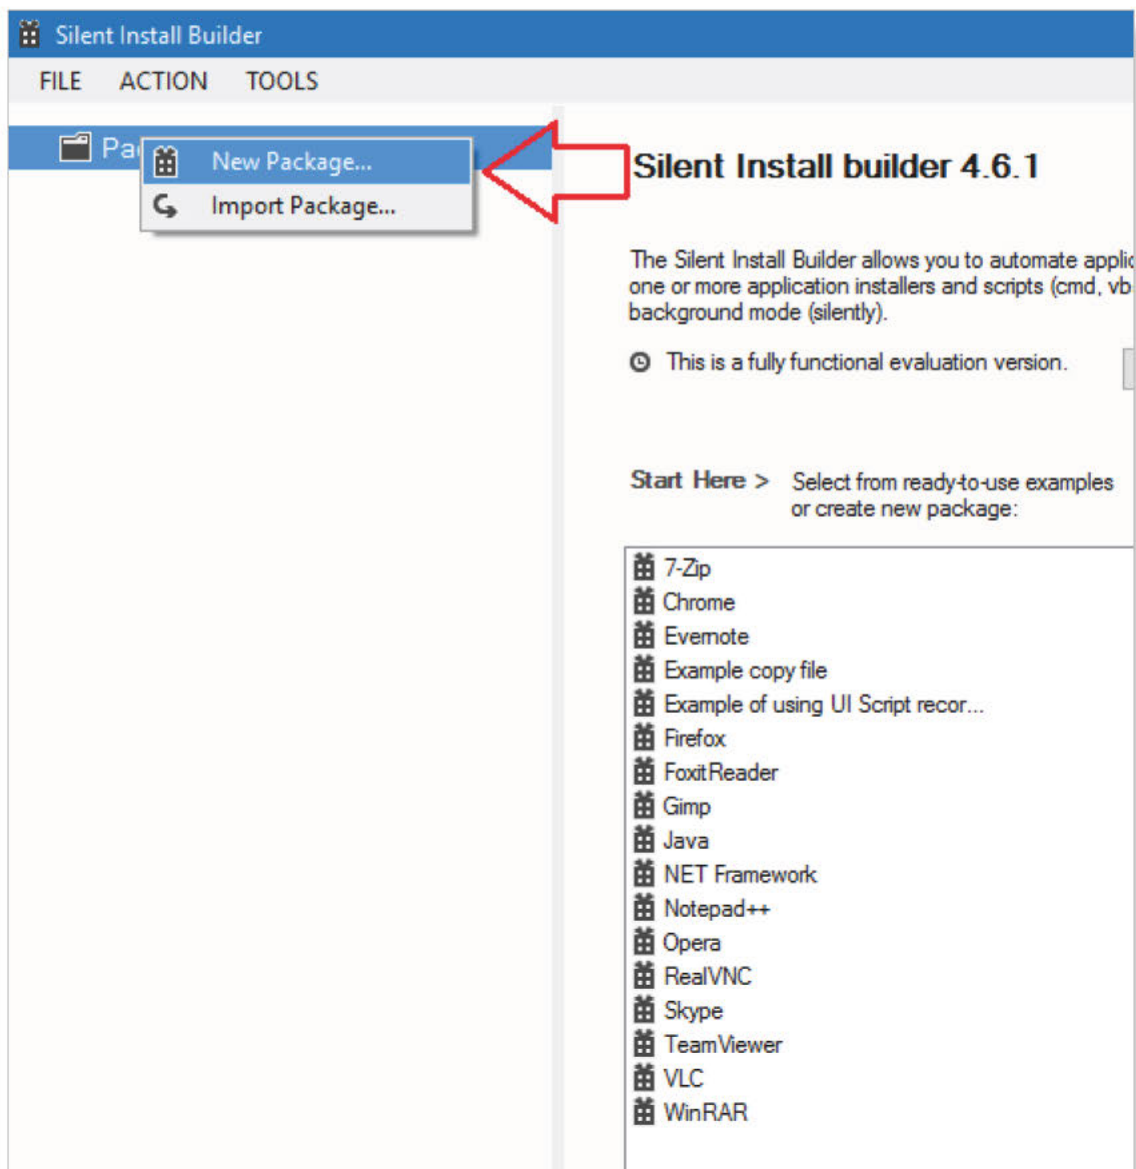 Silent Install Builder
FILE ACTION TOOLS
New Package...
Import Package...
Silent Install builder 4.6.1
The Silent Install Builder allows you to automate
one or more application installers and scripts (cmd,
background mode (silently).
This is a fully functional evaluation version.
Start Here > Select from ready-to-use examples
or create new package:
7-Zip
Chrome
Evernote
Example copy file
Example of using UI Script recor...
Firefox
FoxitReader
Gimp
Java
NET Framework
Notepad++
Opera
RealVNC
Skype
TeamViewer
VLC
WinRAR